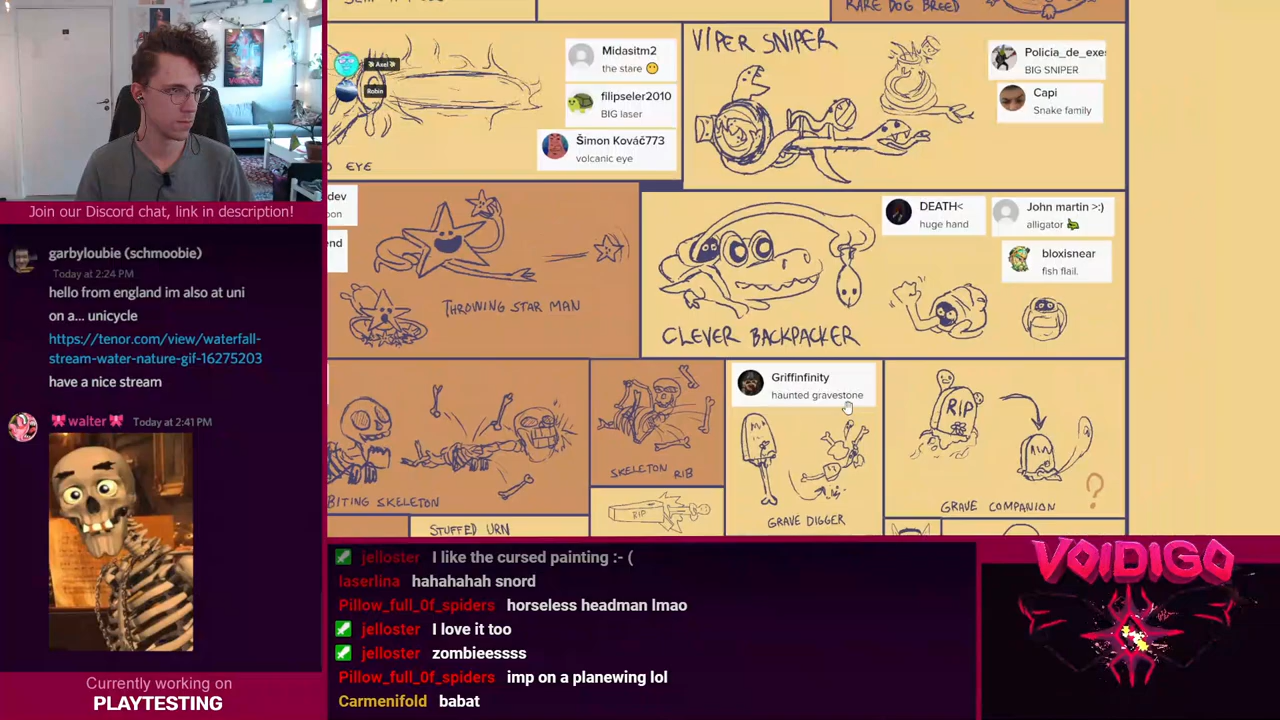 RARE DOG BREED
Axel
Robin
Midasitm2
the stare
filipseler2010
BIG laser
Šimon Kováč773
volcanic eye
EYE
VIPER SNIPER
Policia_de_exe
BIG SNIPER
Capi
Snake family
dev
THROWING STAR MAN
DEATH<
huge hand
John martin >:)
alligator
bloxisnear
fish flail.
CLEVER BACKPACKER
BITING SKELETON
SKELETON RIB
RIP
Griffinfinity
haunted gravestone
GRAVE DIGGER
RIP
GRAVE COMPANION
?
STUFFED URN
Join our Discord chat, link in description!
garbyloubie (schmoobie)
Today at 2:24 PM
hello from england im also at uni
on a... unicycle
https://tenor.com/view/waterfall-
stream-water-nature-gif-16275203
have a nice stream
walter Today at 2:41 PM
Currently working on
PLAYTESTING
jelloster I like the cursed painting :- (
laserlina hahahahah snord
Pillow_full_0f_spiders horseless headman lmao
jelloster I love it too
jelloster zombieessss
Pillow_full_0f_spiders imp on a planewing lol
Carmenifold babat
VOIDIGO